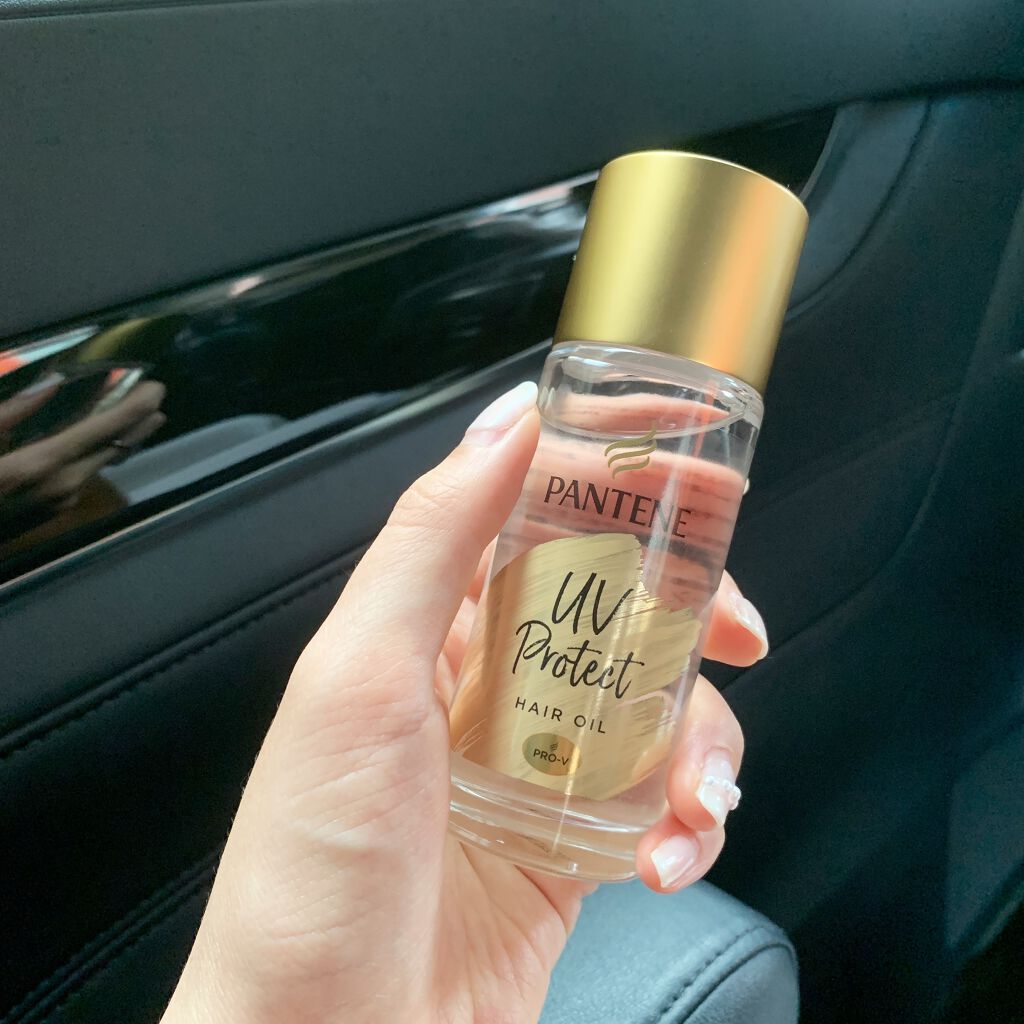 PANTENE
UV
Protect
HAIR OIL
PRO-V